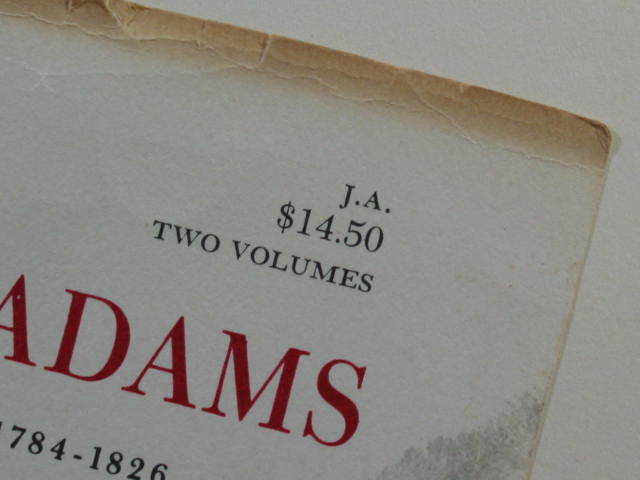 J.A.
$14.50
TWO VOLUMES
ADAMS
1784-1826